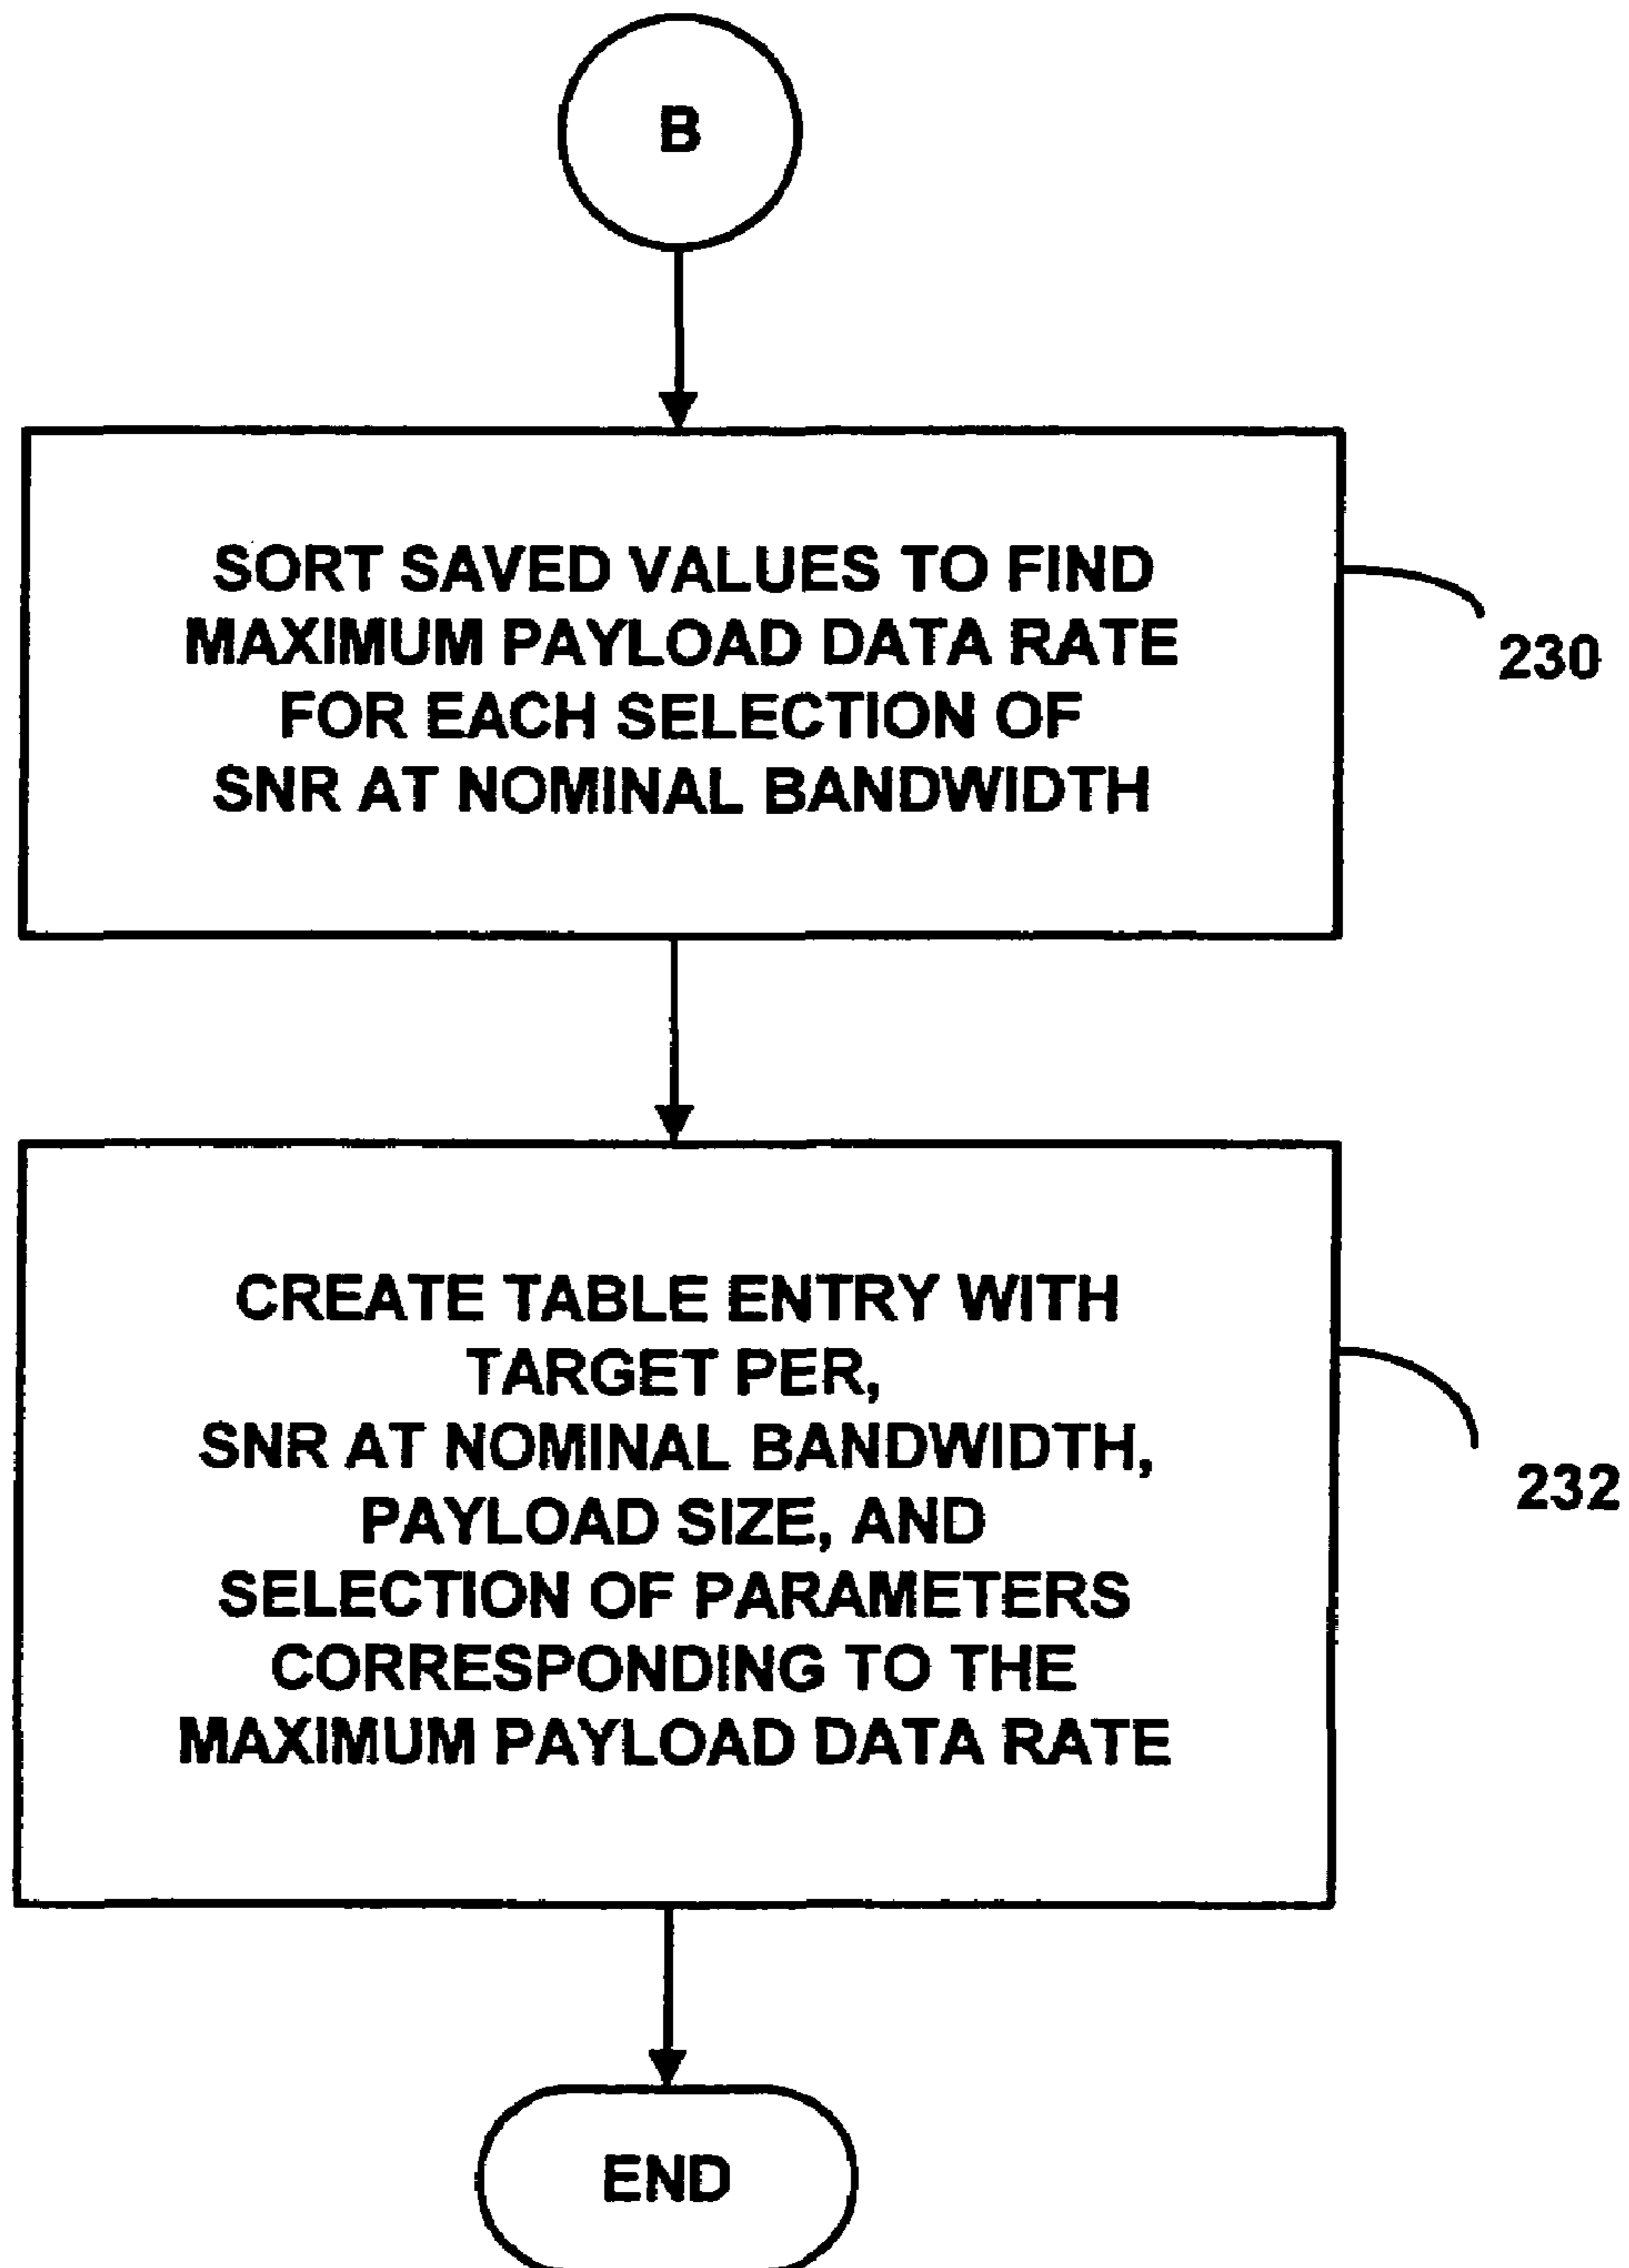 B
SORT SAVED VALUES TO FIND
MAXIMUM PAYLOAD DATA RATE
FOR EACH SELECTION OF
SNR AT NOMINAL BANDWIDTH
230
CREATE TABLE ENTRY WITH
TARGET PER,
SNR AT NOMINAL BANDWIDTH,
PAYLOAD SIZE, AND
SELECTION OF PARAMETERS
CORRESPONDING TO THE
MAXIMUM PAYLOAD DATA RATE
232
END